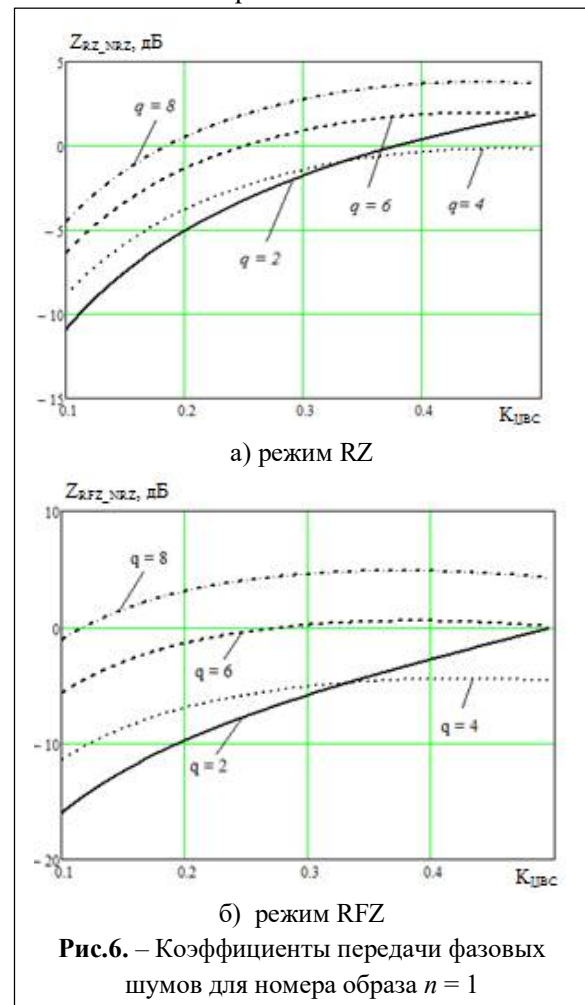 Z_RZ_NRZ, дБ
5
q = 8
0
q = 6
q= 4
−5
q = 2
−10
−15
0.1
0.2
0.3
0.4
K_ЦВС
а) режим RZ
Z_RFZ_NRZ, дБ
10
q = 8
0
q = 6
q = 4
−10
q = 2
−20
0.1
0.2
0.3
0.4
K_ЦВС
б) режим RFZ
Рис.6. – Коэффициенты передачи фазовых
шумов для номера образа n = 1